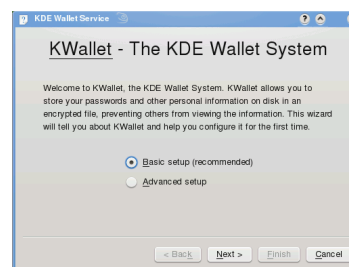 KDE Wallet Service
KWallet - The KDE Wallet System
Welcome to KWallet, the KDE Wallet System. KWallet allows you to
store your passwords and other personal information on disk in an
encrypted file, preventing others from viewing the information. This wizard
will tell you about KWallet and help you configure it for the first time.
Basic setup (recommended)
Advanced setup
< Back Next > Finish Cancel